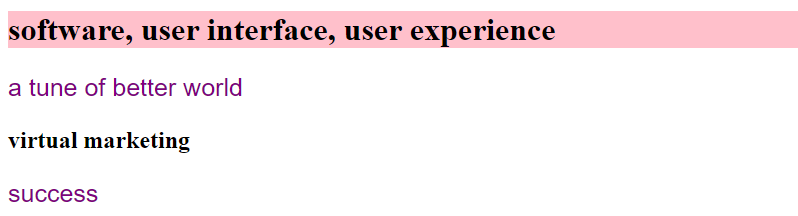 software, user interface, user experience
a tune of better world
virtual marketing
success